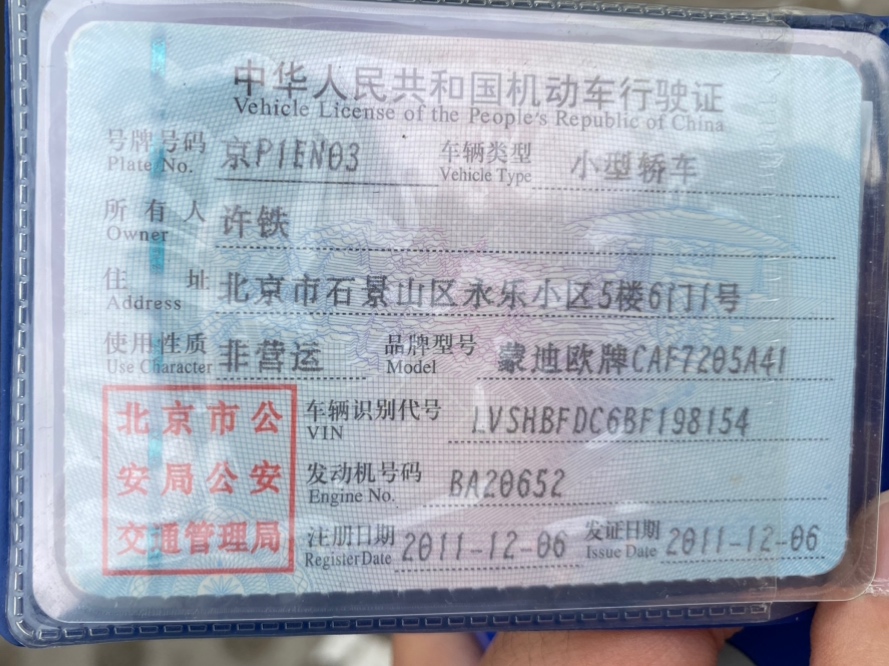 中华人民共和国机动车行驶证
Vehicle License of the People's Republic of China
号牌号码 京P1EN03 车辆类型 小型轿车
Plate No. Vehicle Type
所有人 许铁
Owner
住址 北京市石景山区永乐小区5楼6门1号
Address
使用性质 非营运 品牌型号 蒙迪欧牌CAF7205A41
Use Character Model
北京市公安局公安交通管理局
车辆识别代号 LVSHBFDC6BF198154
VIN
发动机号码 BA20652
Engine No.
注册日期 2011-12-06 发证日期 2011-12-06
Register Date Issue Date